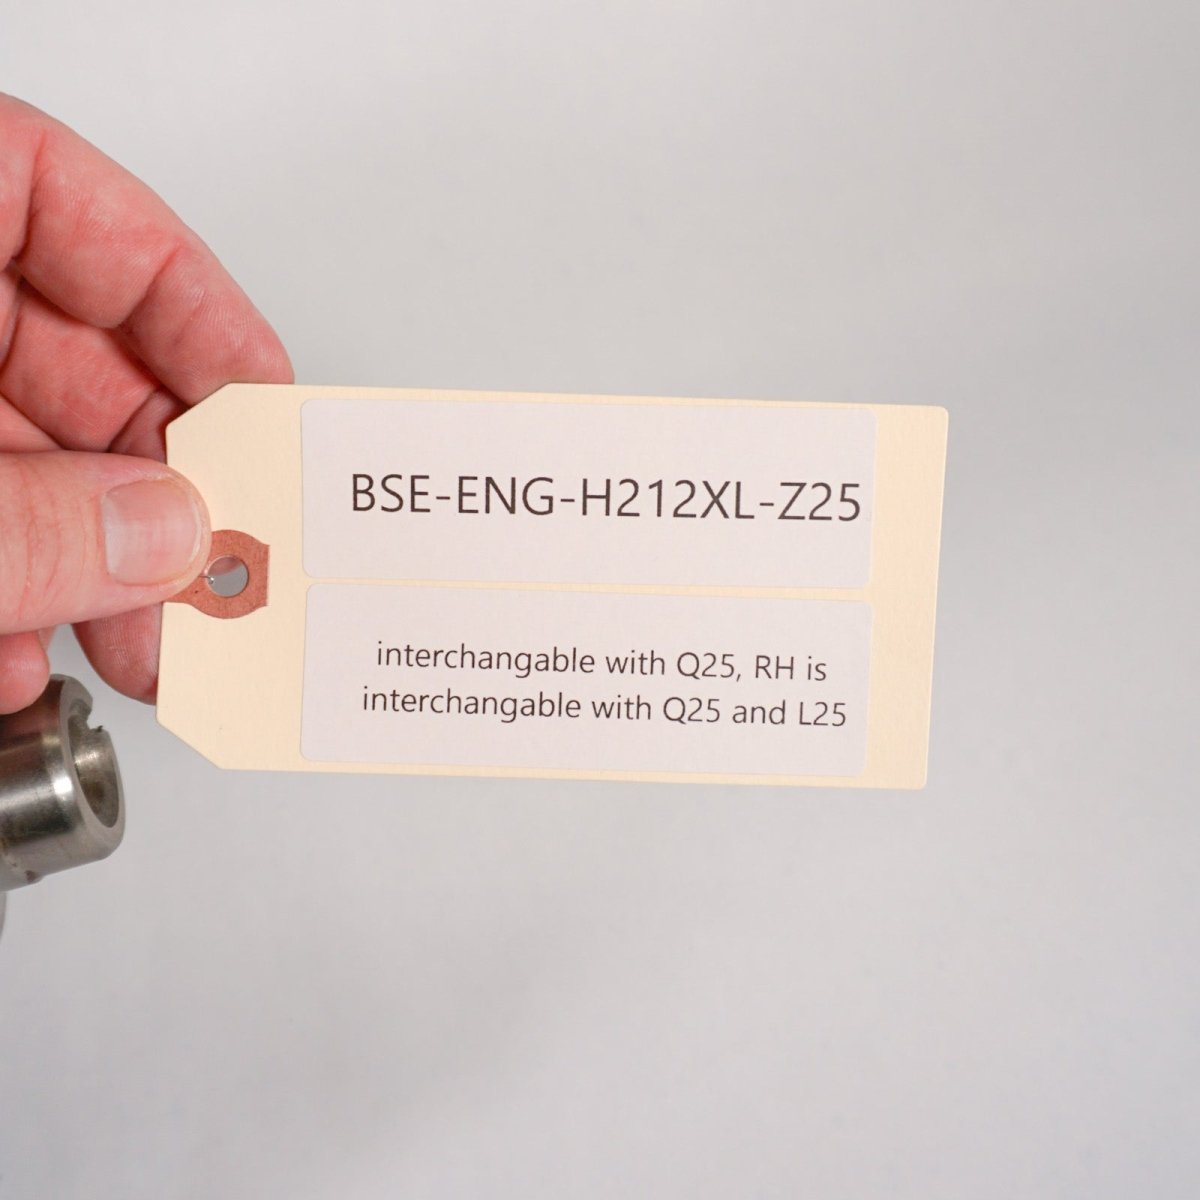 BSE-ENG-H212XL-Z25
interchangable with Q25, RH is
interchangable with Q25 and L25